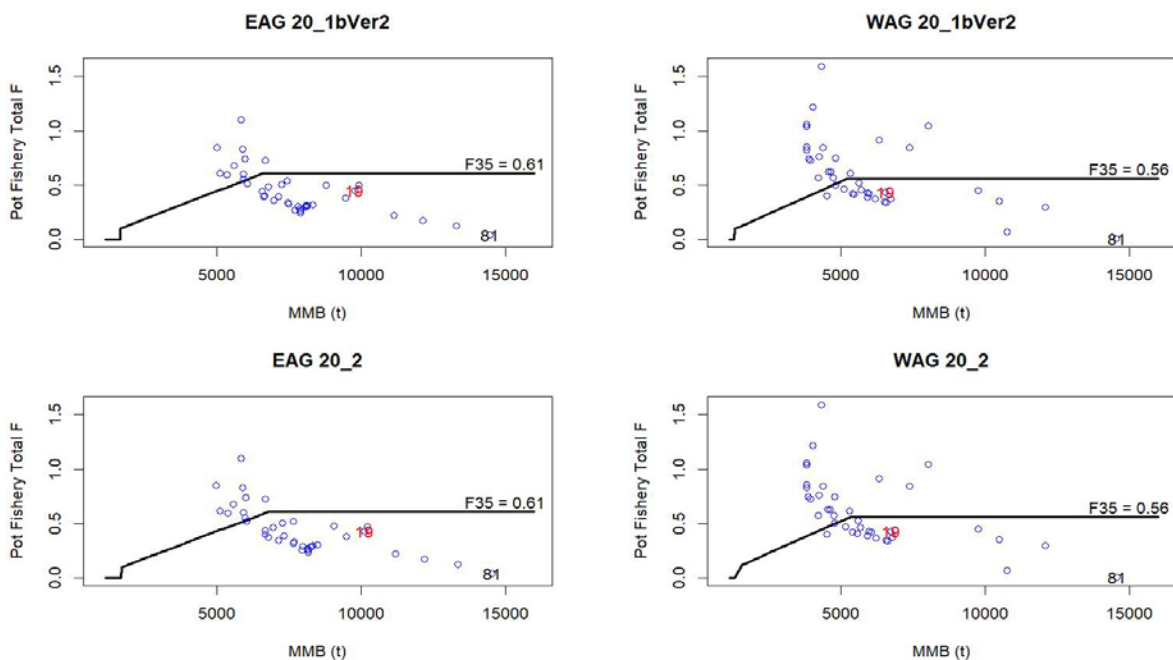 EAG 20_1bVer2
Pot Fishery Total F
1.5
1.0
0.5
0.0
F35 = 0.61
19
81
5000 10000 15000
MMB (t)
WAG 20_1bVer2
Pot Fishery Total F
1.5
1.0
0.5
0.0
F35 = 0.56
19
81
5000 10000 15000
MMB (t)
EAG 20_2
Pot Fishery Total F
1.5
1.0
0.5
0.0
F35 = 0.61
19
81
5000 10000 15000
MMB (t)
WAG 20_2
Pot Fishery Total F
1.5
1.0
0.5
0.0
F35 = 0.56
19
81
5000 10000 15000
MMB (t)